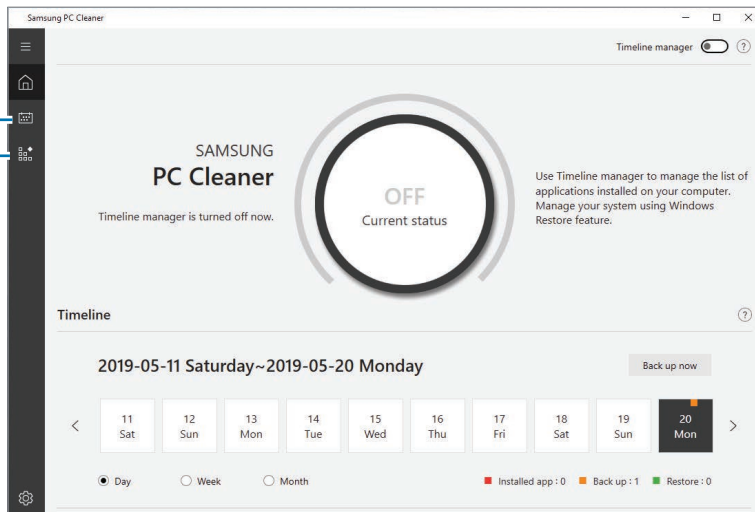 Samsung PC Cleaner
Timeline manager
?
SAMSUNG
PC Cleaner
Timeline manager is turned off now.
OFF
Current status
Use Timeline manager to manage the list of
applications installed on your computer.
Manage your system using Windows
Restore feature.
Timeline
?
2019-05-11 Saturday~2019-05-20 Monday
Back up now
11 12 13 14 15 16 17 18 19 20
Sat Sun Mon Tue Wed Thu Fri Sat Sun Mon
Day Week Month
Installed app : 0 Back up : 1 Restore : 0